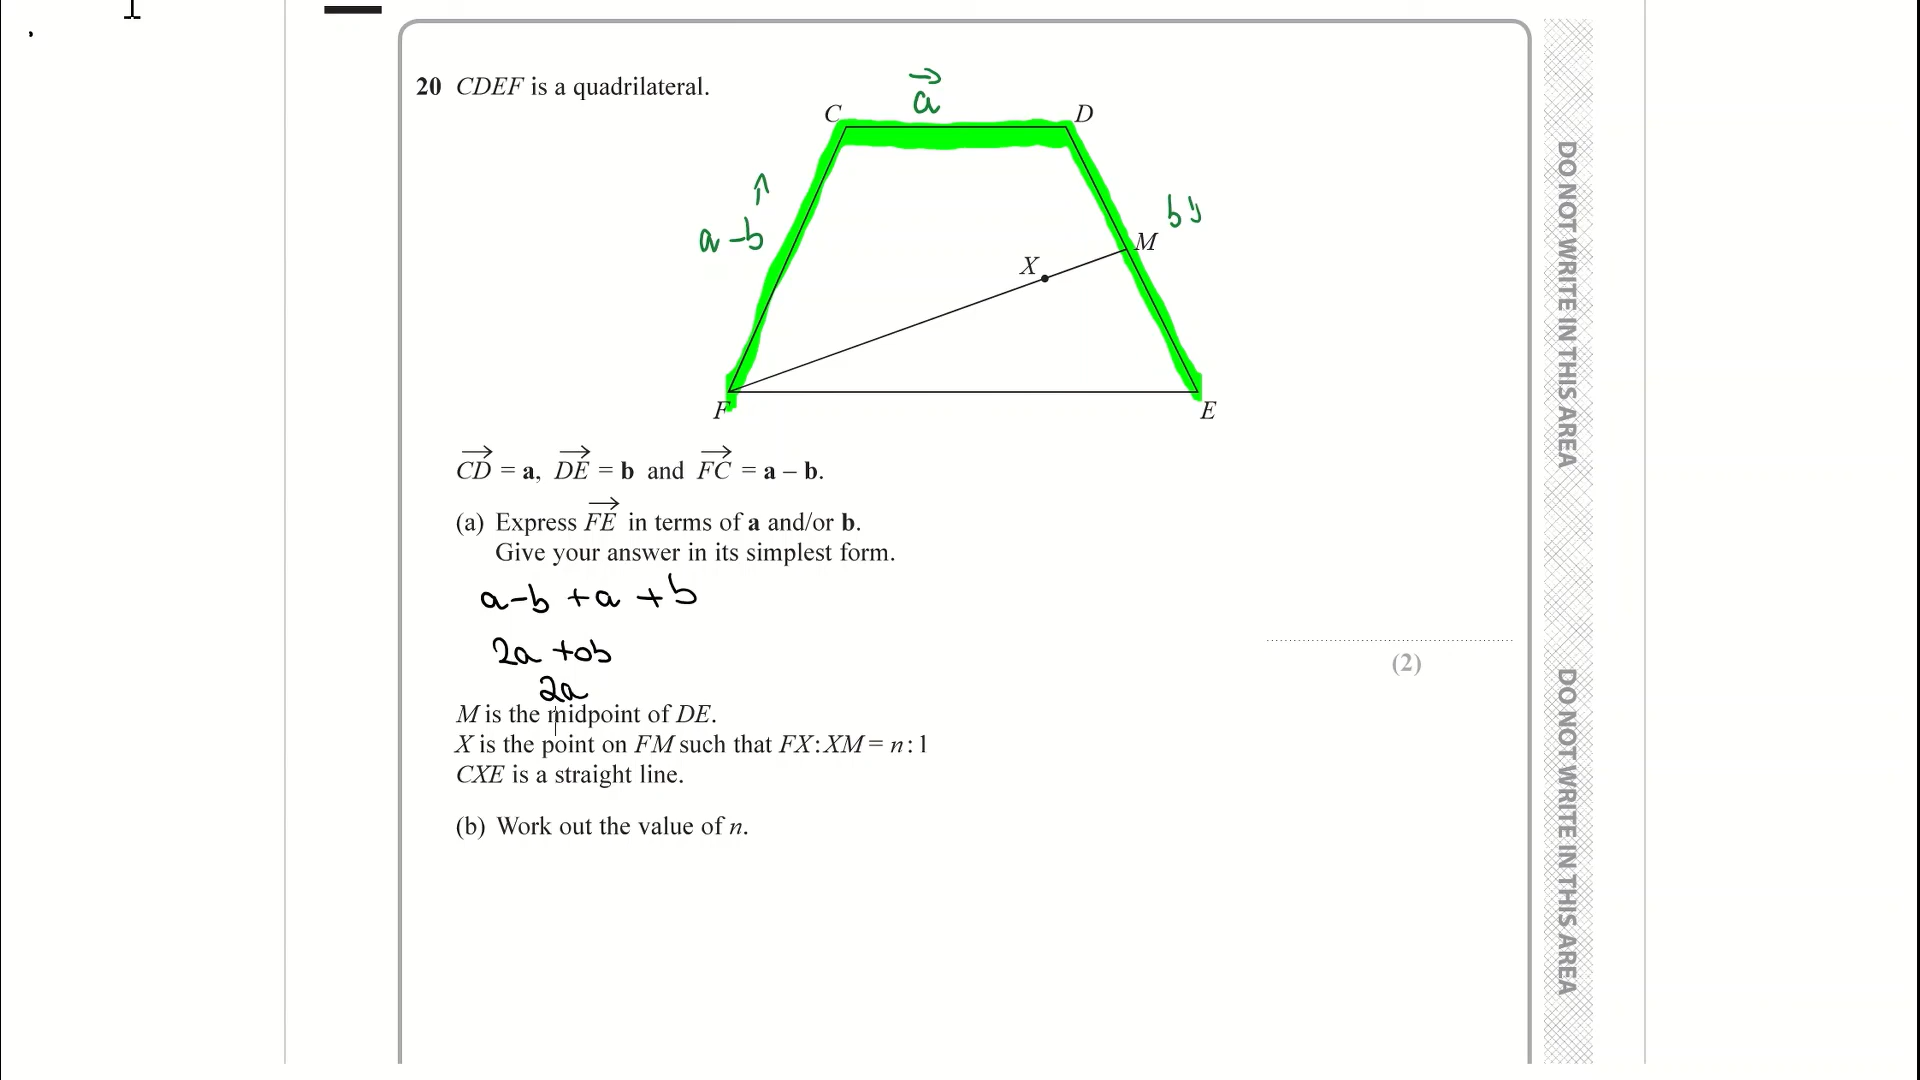 20 CDEF is a quadrilateral.
a
C
D
a-b
b
M
X
F
E
CD = a, DE = b and FC = a – b.
(a) Express FE in terms of a and/or b.
Give your answer in its simplest form.
a-b +a +b
2a +0b
2a
(2)
M is the midpoint of DE.
X is the point on FM such that FX:XM = n:1
CXE is a straight line.
(b) Work out the value of n.
DO NOT WRITE IN THIS AREA
DO NOT WRITE IN THIS AREA